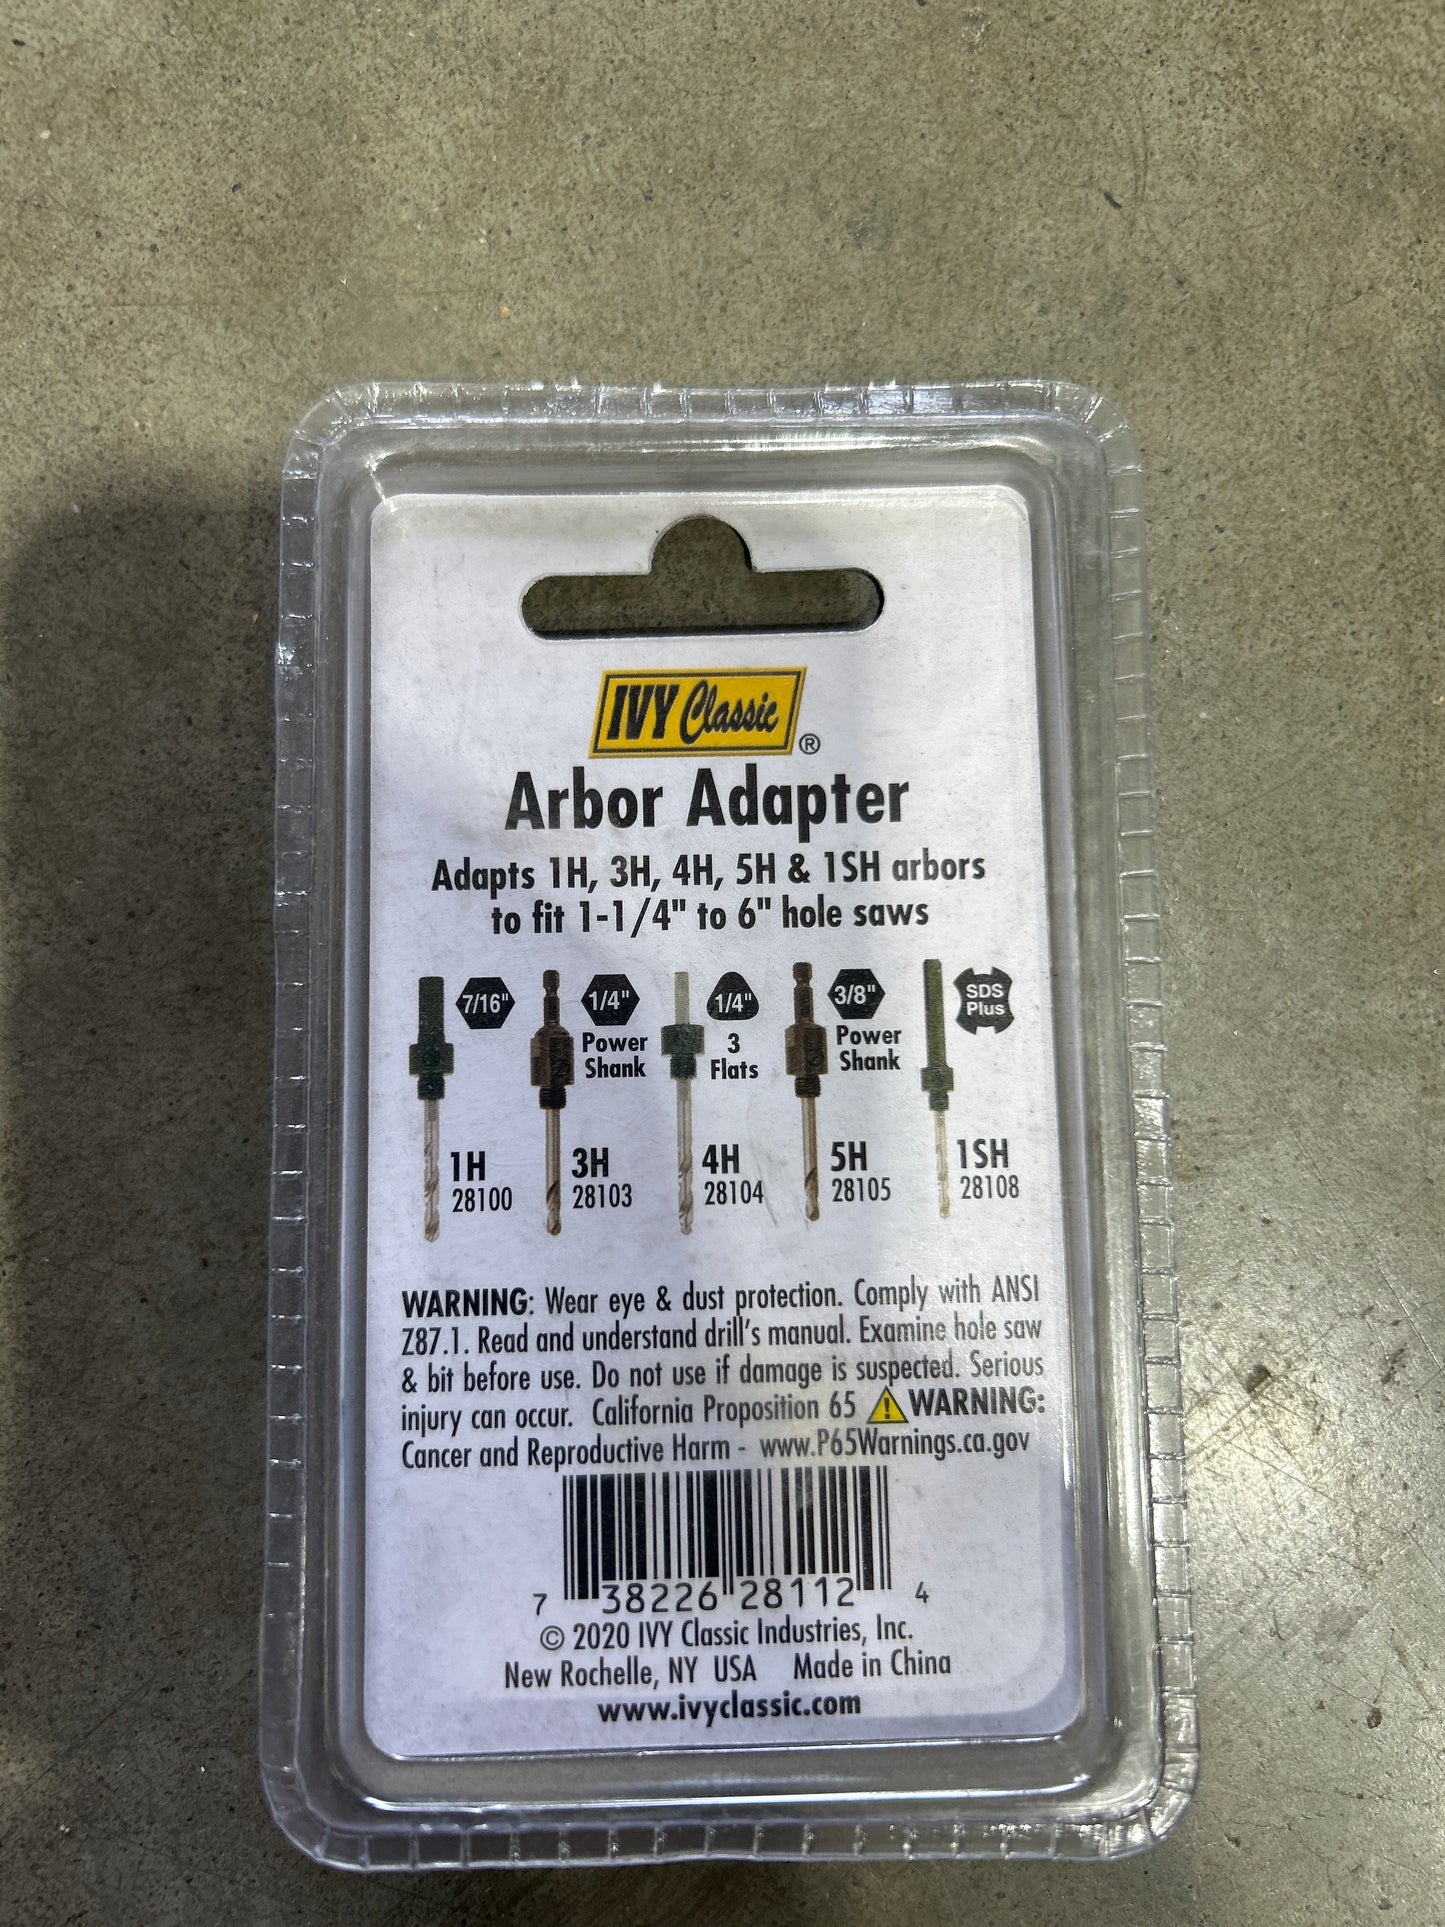 IVY Classic ®
Arbor Adapter
Adapts 1H, 3H, 4H, 5H & 1SH arbors
to fit 1-1/4" to 6" hole saws
7/16"
1H
28100
1/4"
Power
Shank
3H
28103
1/4"
3
Flats
4H
28104
3/8"
Power
Shank
5H
28105
SDS
Plus
1SH
28108
WARNING: Wear eye & dust protection. Comply with ANSI
Z87.1. Read and understand drill's manual. Examine hole saw
& bit before use. Do not use if damage is suspected. Serious
injury can occur. California Proposition 65 ⚠WARNING:
Cancer and Reproductive Harm - www.P65Warnings.ca.gov
7 38226 28112 4
© 2020 IVY Classic Industries, Inc.
New Rochelle, NY USA Made in China
www.ivyclassic.com